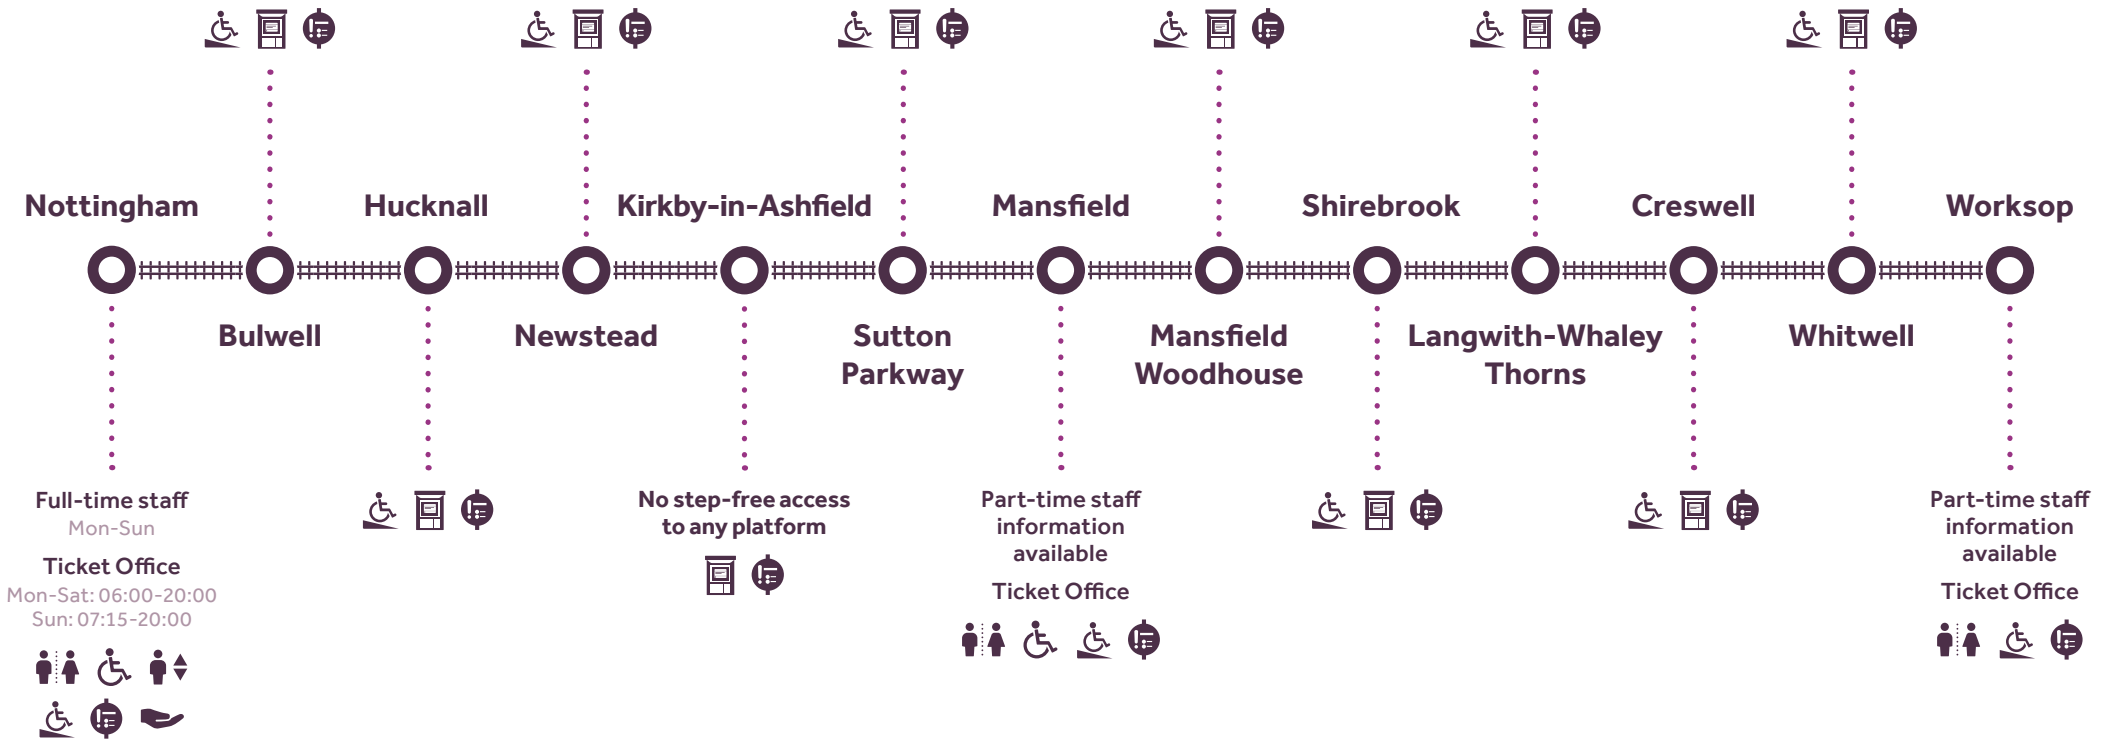 Nottingham
Hucknall
Kirkby-in-Ashfield
Mansfield
Shirebrook
Creswell
Worksop
Bulwell
Newstead
Sutton
Parkway
Mansfield
Woodhouse
Langwith-Whaley
Thorns
Whitwell
Full-time staff
Mon-Sun
Ticket Office
Mon-Sat: 06:00-20:00
Sun: 07:15-20:00
No step-free access
to any platform
Part-time staff
information
available
Ticket Office
Part-time staff
information
available
Ticket Office